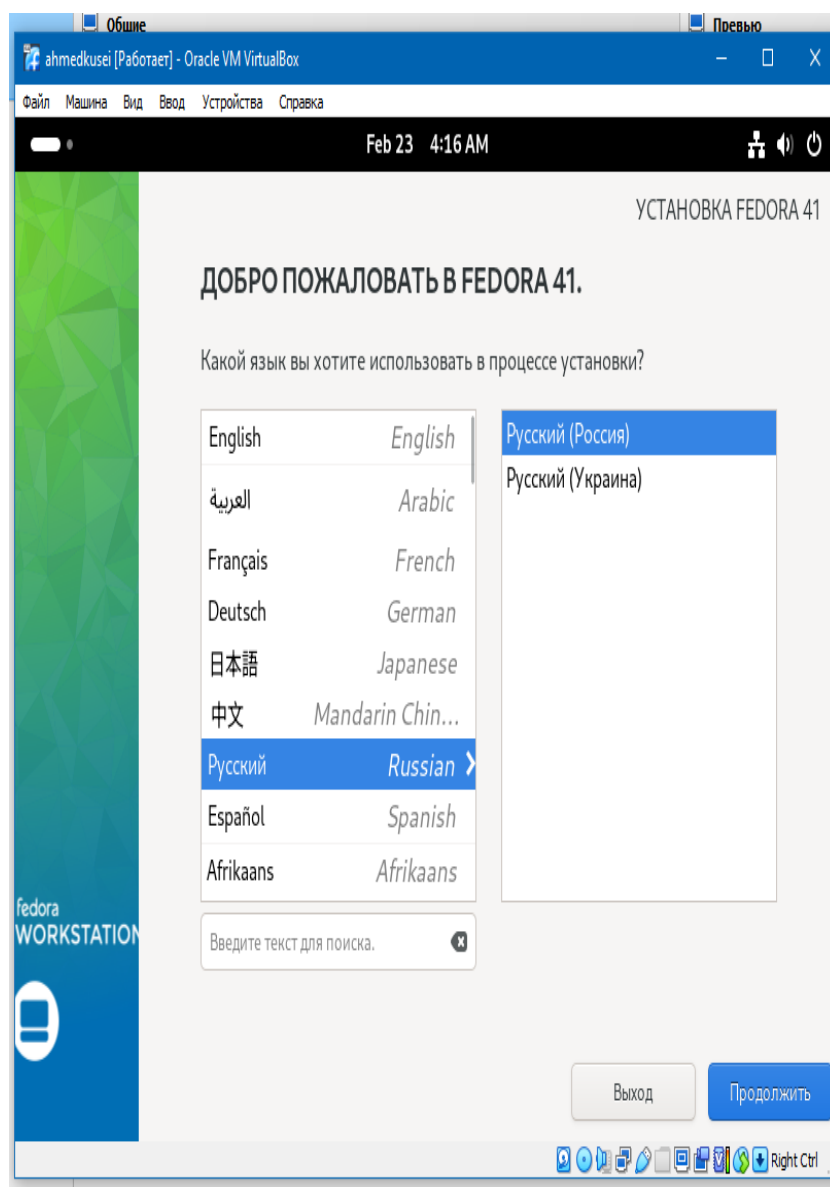 Общие Превью
ahmedkusei [Работает] - Oracle VM VirtualBox
Файл Машина Вид Ввод Устройства Справка
Feb 23 4:16 AM
УСТАНОВКА FEDORA 41
ДОБРО ПОЖАЛОВАТЬ В FEDORA 41.
Какой язык вы хотите использовать в процессе установки?
English English
العربية Arabic
Français French
Deutsch German
日本語 Japanese
中文 Mandarin Chin...
Русский Russian
Español Spanish
Afrikaans Afrikaans
Русский (Россия)
Русский (Украина)
Введите текст для поиска.
fedora
WORKSTATION
Выход Продолжить
Right Ctrl